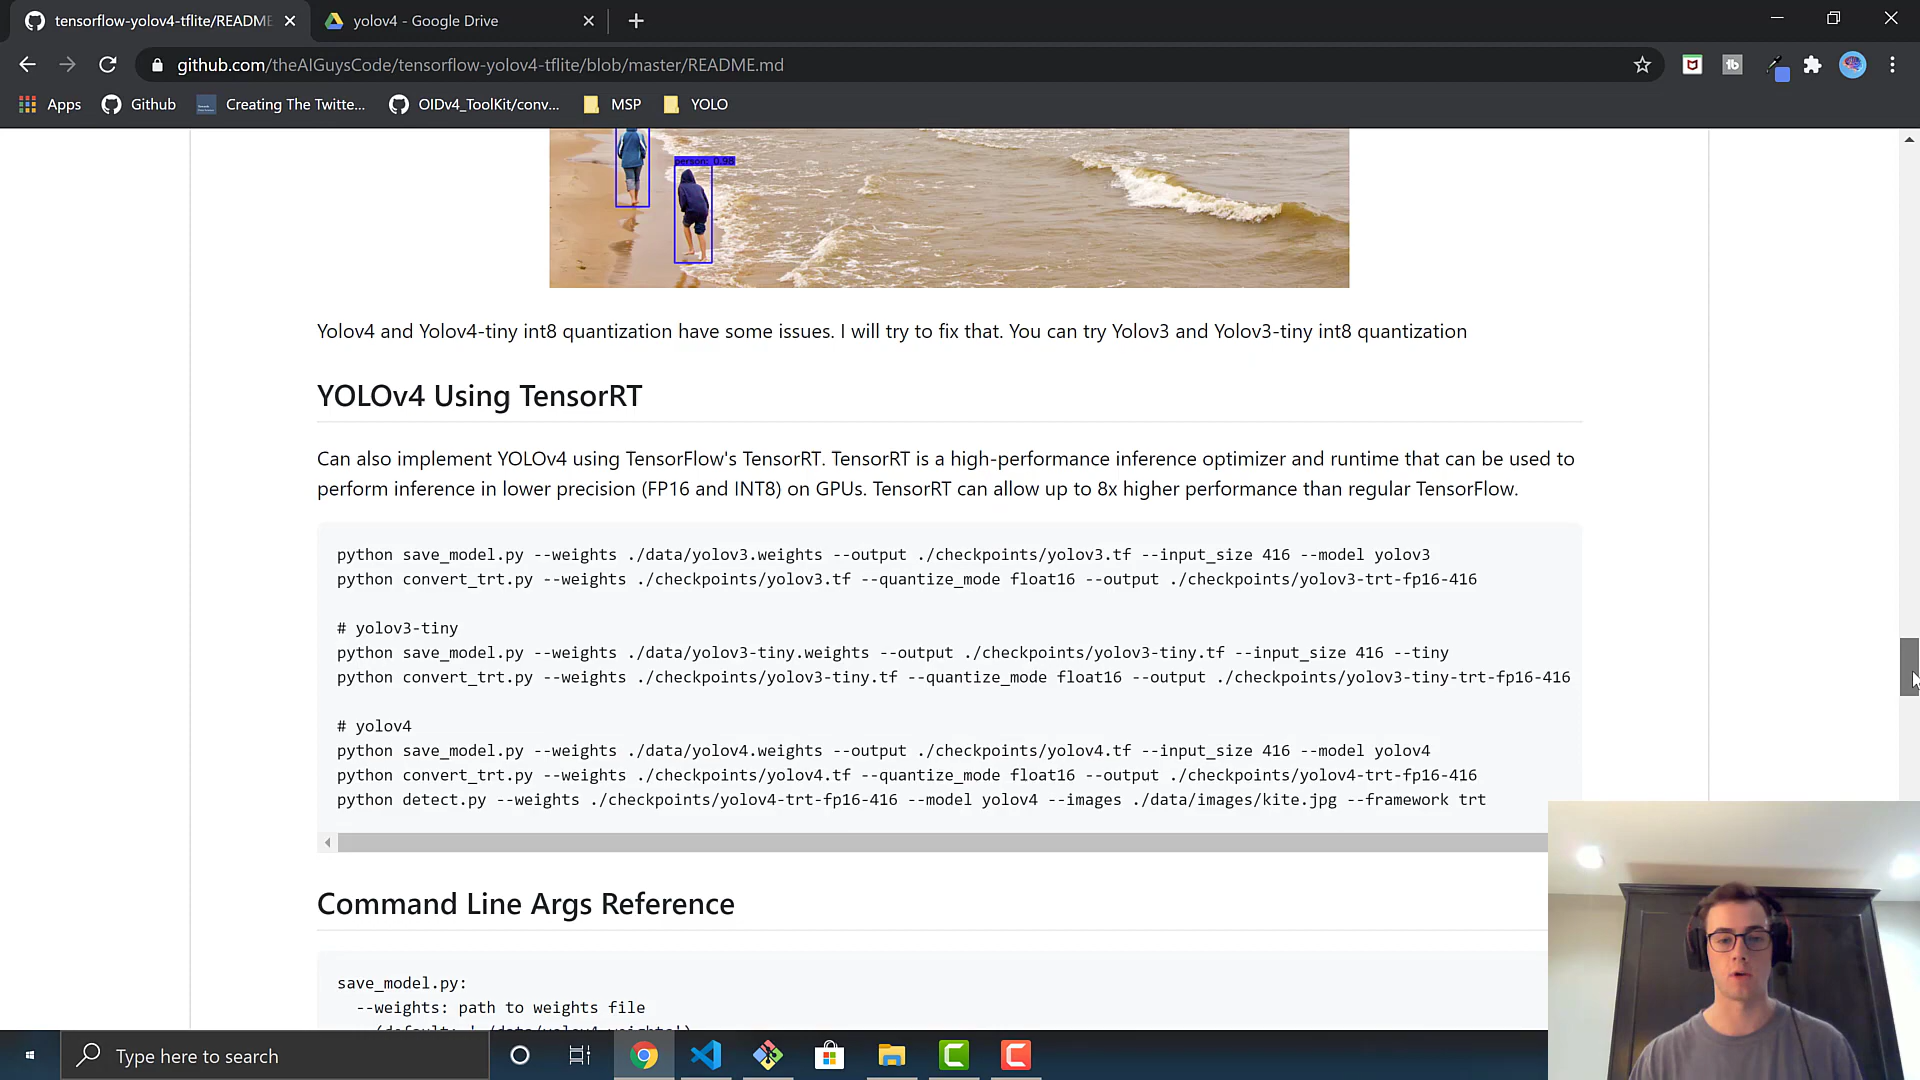 tensorflow-yolov4-tflite/README
yolov4 - Google Drive
github.com/theAIGuysCode/tensorflow-yolov4-tflite/blob/master/README.md
Apps
Github
Creating The Twitte...
OIDv4_ToolKit/conv...
MSP
YOLO
person: 0.98
Yolov4 and Yolov4-tiny int8 quantization have some issues. I will try to fix that. You can try Yolov3 and Yolov3-tiny int8 quantization
YOLOv4 Using TensorRT
Can also implement YOLOv4 using TensorFlow's TensorRT. TensorRT is a high-performance inference optimizer and runtime that can be used to
perform inference in lower precision (FP16 and INT8) on GPUs. TensorRT can allow up to 8x higher performance than regular TensorFlow.
python save_model.py --weights ./data/yolov3.weights --output ./checkpoints/yolov3.tf --input_size 416 --model yolov3
python convert_trt.py --weights ./checkpoints/yolov3.tf --quantize_mode float16 --output ./checkpoints/yolov3-trt-fp16-416
# yolov3-tiny
python save_model.py --weights ./data/yolov3-tiny.weights --output ./checkpoints/yolov3-tiny.tf --input_size 416 --tiny
python convert_trt.py --weights ./checkpoints/yolov3-tiny.tf --quantize_mode float16 --output ./checkpoints/yolov3-tiny-trt-fp16-416
# yolov4
python save_model.py --weights ./data/yolov4.weights --output ./checkpoints/yolov4.tf --input_size 416 --model yolov4
python convert_trt.py --weights ./checkpoints/yolov4.tf --quantize_mode float16 --output ./checkpoints/yolov4-trt-fp16-416
python detect.py --weights ./checkpoints/yolov4-trt-fp16-416 --model yolov4 --images ./data/images/kite.jpg --framework trt
Command Line Args Reference
save_model.py:
--weights: path to weights file
(default: './data/yolov4.weights')
Type here to search